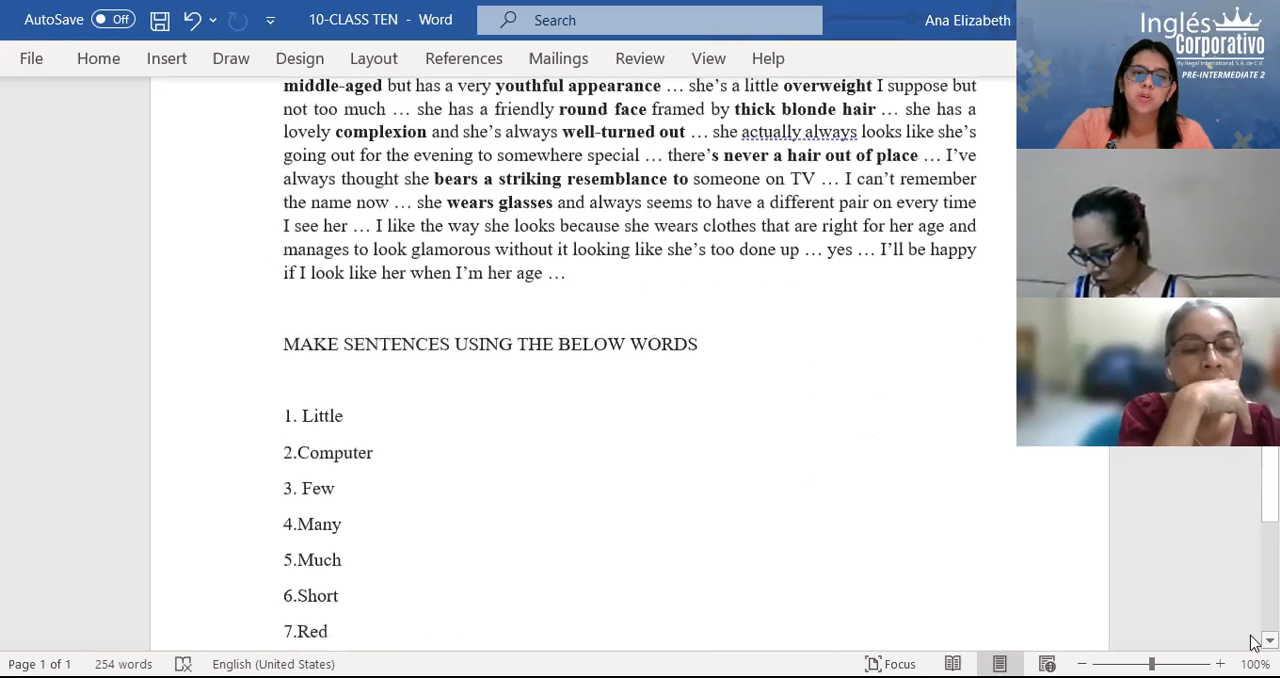 AutoSave Off 10-CLASS TEN - Word Search Ana Elizabeth
File Home Insert Draw Design Layout References Mailings Review View Help
Inglés
Corporativo
By Regal International, S.A. de C.V.
PRE-INTERMEDIATE 2
middle-aged but has a very youthful appearance … she’s a little overweight I suppose but
not too much … she has a friendly round face framed by thick blonde hair … she has a
lovely complexion and she’s always well-turned out … she actually always looks like she’s
going out for the evening to somewhere special … there’s never a hair out of place … I’ve
always thought she bears a striking resemblance to someone on TV … I can’t remember
the name now … she wears glasses and always seems to have a different pair on every time
I see her … I like the way she looks because she wears clothes that are right for her age and
manages to look glamorous without it looking like she’s too done up … yes … I’ll be happy
if I look like her when I’m her age …
MAKE SENTENCES USING THE BELOW WORDS
1. Little
2.Computer
3. Few
4.Many
5.Much
6.Short
7.Red
Page 1 of 1 254 words English (United States) Focus 100%